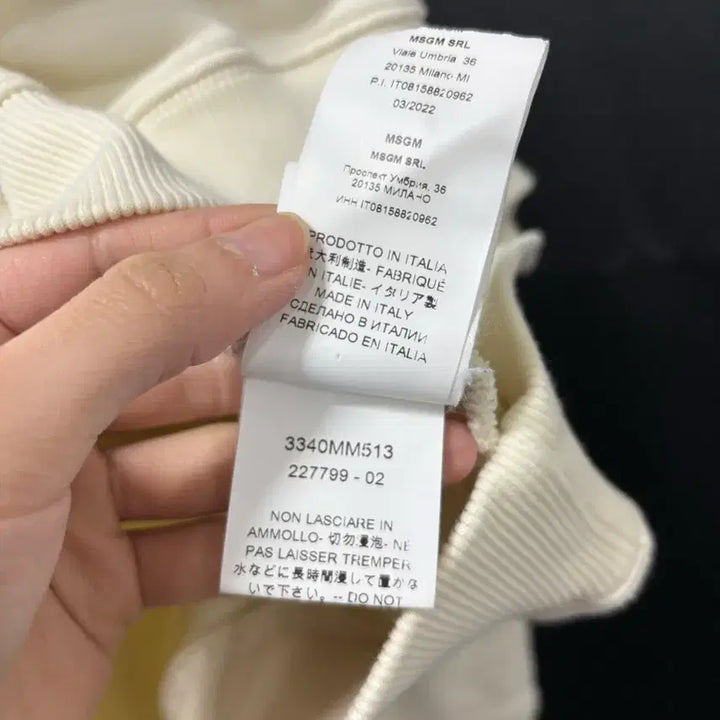 MSGM SRL
Viale Umbria 36
20135 Milano MI
P.I. IT08158820962
03/2022
MSGM
MSGM SRL
Проспект Умбрия, 36
20135 МИЛАНО
ИНН IT08158820962
PRODOTTO IN ITALIA
大利制造- FABRIQUÉ
EN ITALIE- イタリア製
MADE IN ITALY
СДЕЛАНО В ИТАЛИИ
FABRICADO EN ITALIA
3340MM513
227799 - 02
NON LASCIARE IN
AMMOLLO- 切勿浸泡- NE
PAS LAISSER TREMPER
水などに長時間浸して置かな
いで下さい。-- DO NOT